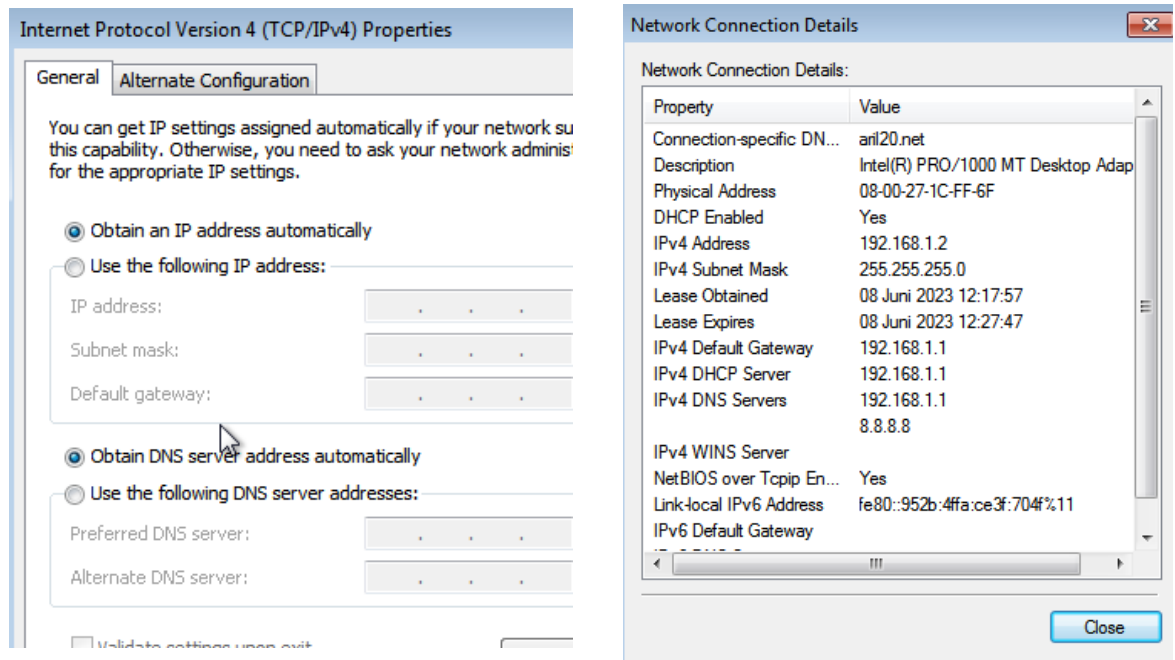 Internet Protocol Version 4 (TCP/IPv4) Properties
General
Alternate Configuration
You can get IP settings assigned automatically if your network su
this capability. Otherwise, you need to ask your network adminis
for the appropriate IP settings.
Obtain an IP address automatically
Use the following IP address:
IP address:
Subnet mask:
Default gateway:
Obtain DNS server address automatically
Use the following DNS server addresses:
Preferred DNS server:
Alternate DNS server:
Validate settings upon exit
Network Connection Details
Network Connection Details:
Property Value
Connection-specific DN... aril20.net
Description Intel(R) PRO/1000 MT Desktop Adap
Physical Address 08-00-27-1C-FF-6F
DHCP Enabled Yes
IPv4 Address 192.168.1.2
IPv4 Subnet Mask 255.255.255.0
Lease Obtained 08 Juni 2023 12:17:57
Lease Expires 08 Juni 2023 12:27:47
IPv4 Default Gateway 192.168.1.1
IPv4 DHCP Server 192.168.1.1
IPv4 DNS Servers 192.168.1.1
8.8.8.8
IPv4 WINS Server
NetBIOS over Tcpip En... Yes
Link-local IPv6 Address fe80::952b:4ffa:ce3f:704f%11
IPv6 Default Gateway
Close